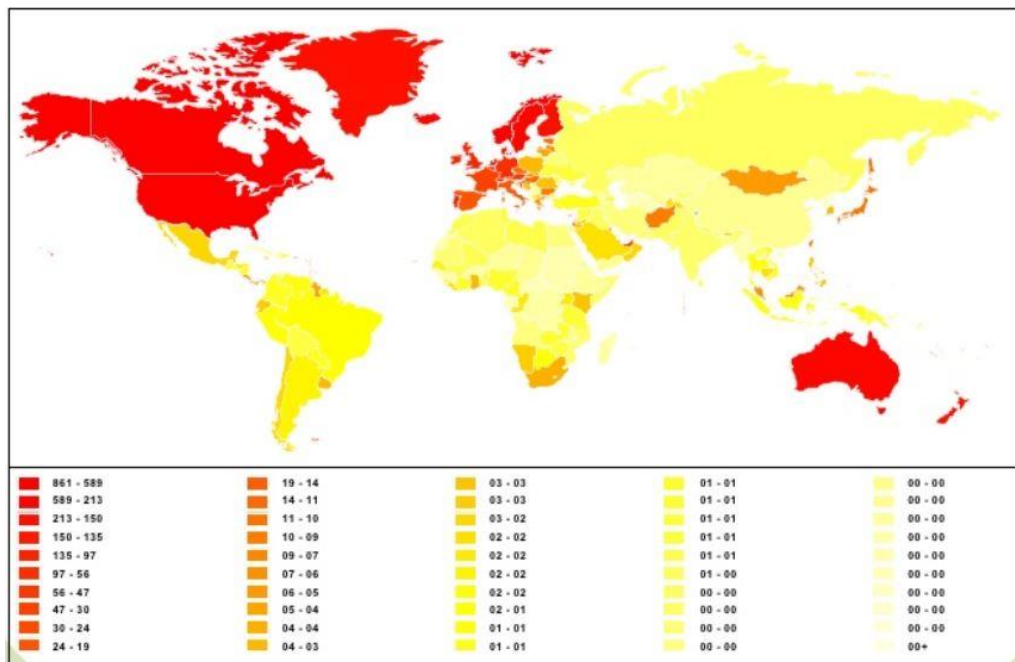 861 - 589
589 - 213
213 - 150
150 - 135
135 - 97
97 - 56
56 - 47
47 - 30
30 - 24
24 - 19
19 - 14
14 - 11
11 - 10
10 - 09
09 - 07
07 - 06
06 - 05
05 - 04
04 - 04
04 - 03
03 - 03
03 - 03
03 - 02
02 - 02
02 - 02
02 - 02
02 - 02
02 - 01
01 - 01
01 - 01
01 - 01
01 - 01
01 - 01
01 - 01
01 - 01
01 - 00
00 - 00
00 - 00
00 - 00
00 - 00
00 - 00
00 - 00
00 - 00
00 - 00
00 - 00
00 - 00
00 - 00
00 - 00
00 - 00
00+